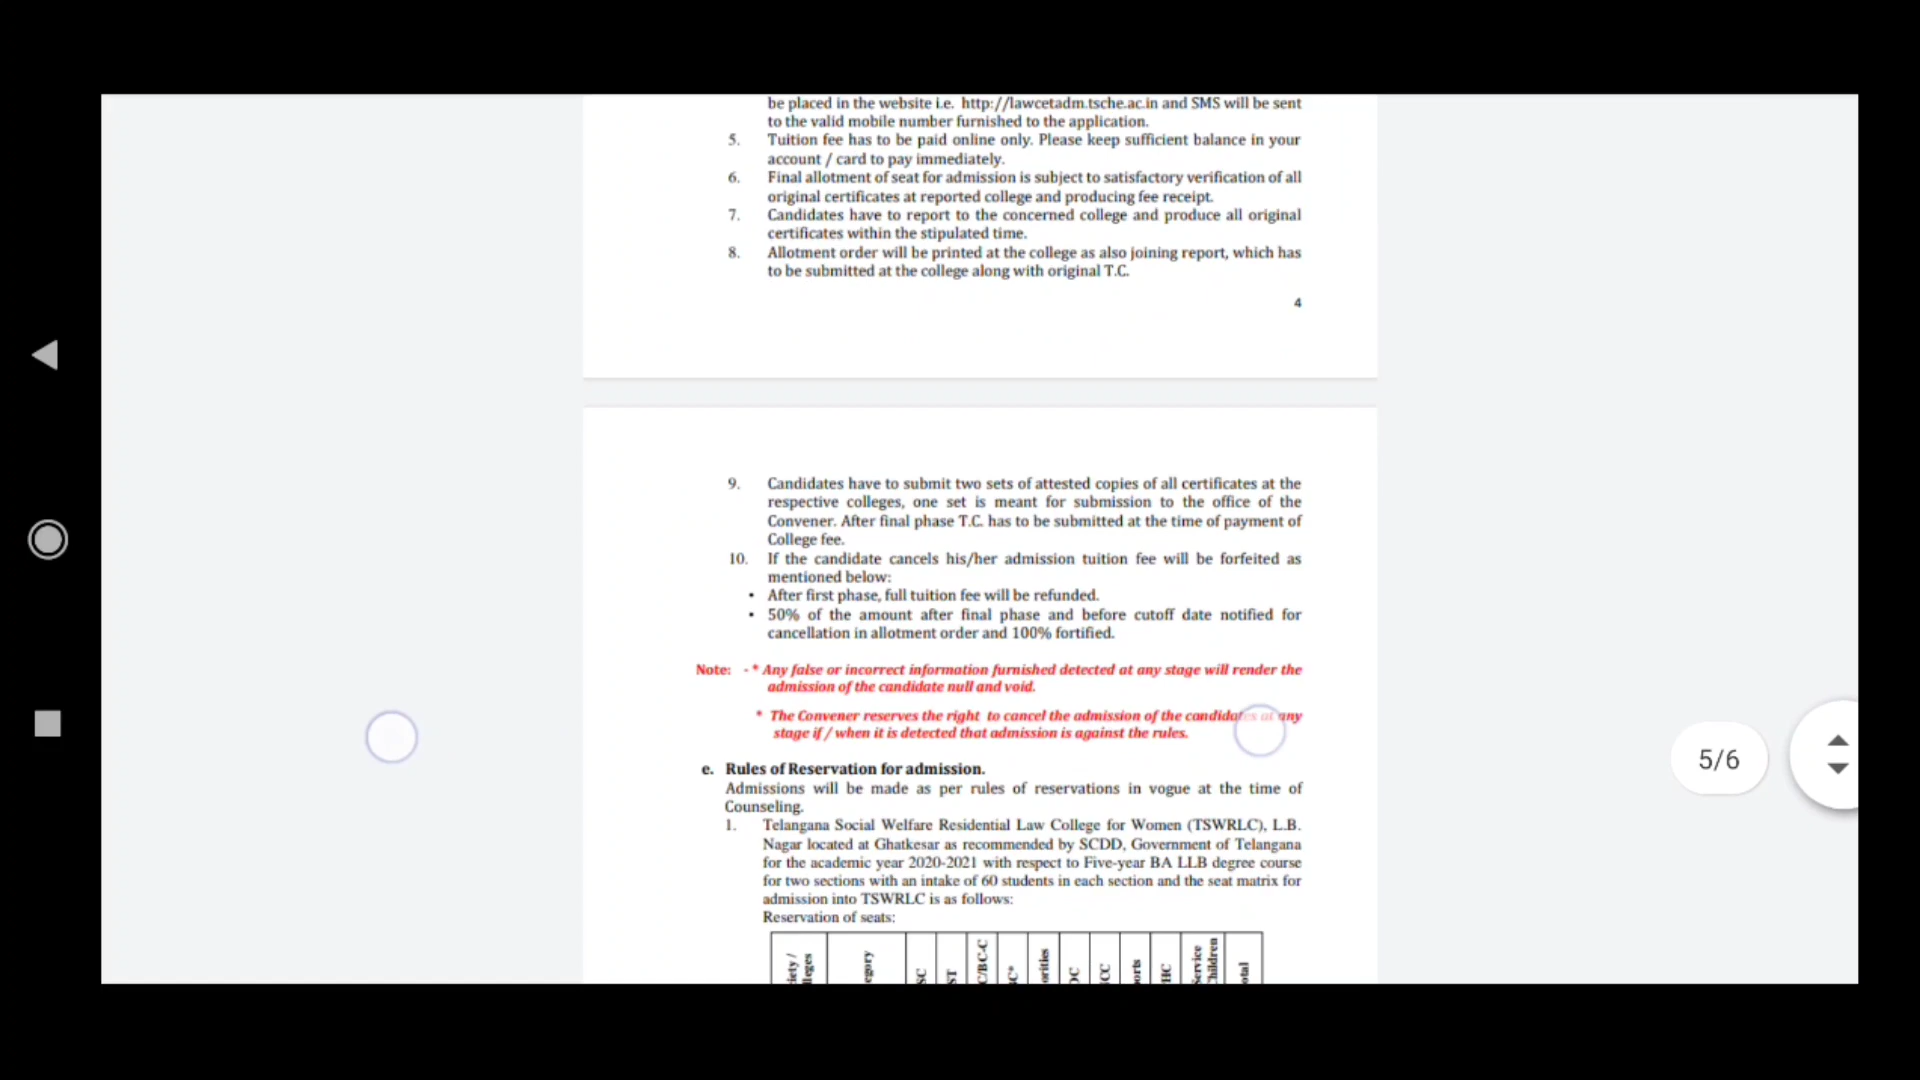 be placed in the website i.e. http://lawcetadm.tsche.ac.in and SMS will be sent
to the valid mobile number furnished to the application.
5. Tuition fee has to be paid online only. Please keep sufficient balance in your
account / card to pay immediately.
6. Final allotment of seat for admission is subject to satisfactory verification of all
original certificates at reported college and producing fee receipt.
7. Candidates have to report to the concerned college and produce all original
certificates within the stipulated time.
8. Allotment order will be printed at the college as also joining report, which has
to be submitted at the college along with original T.C.
4
9. Candidates have to submit two sets of attested copies of all certificates at the
respective colleges, one set is meant for submission to the office of the
Convener. After final phase T.C. has to be submitted at the time of payment of
College fee.
10. If the candidate cancels his/her admission tuition fee will be forfeited as
mentioned below:
• After first phase, full tuition fee will be refunded.
• 50% of the amount after final phase and before cutoff date notified for
cancellation in allotment order and 100% fortified.
Note: - * Any false or incorrect information furnished detected at any stage will render the
admission of the candidate null and void.
* The Convener reserves the right to cancel the admission of the candidates at any
stage if / when it is detected that admission is against the rules.
5/6
e. Rules of Reservation for admission.
Admissions will be made as per rules of reservations in vogue at the time of
Counseling.
1. Telangana Social Welfare Residential Law College for Women (TSWRLC), L.B.
Nagar located at Ghatkesar as recommended by SCDD, Government of Telangana
for the academic year 2020-2021 with respect to Five-year BA LLB degree course
for two sections with an intake of 60 students in each section and the seat matrix for
admission into TSWRLC is as follows:
Reservation of seats:
SC